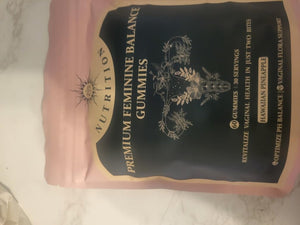 NUTRITION
PREMIUM FEMININE BALANCE
GUMMIES
60 GUMMIES | 30 SERVINGS
REVITALIZE VAGINAL HEALTH IN JUST TWO BITES
HAWAIIAN PINEAPPLE
OPTIMIZE PH BALANCE & VAGINAL FLORA SUPPORT